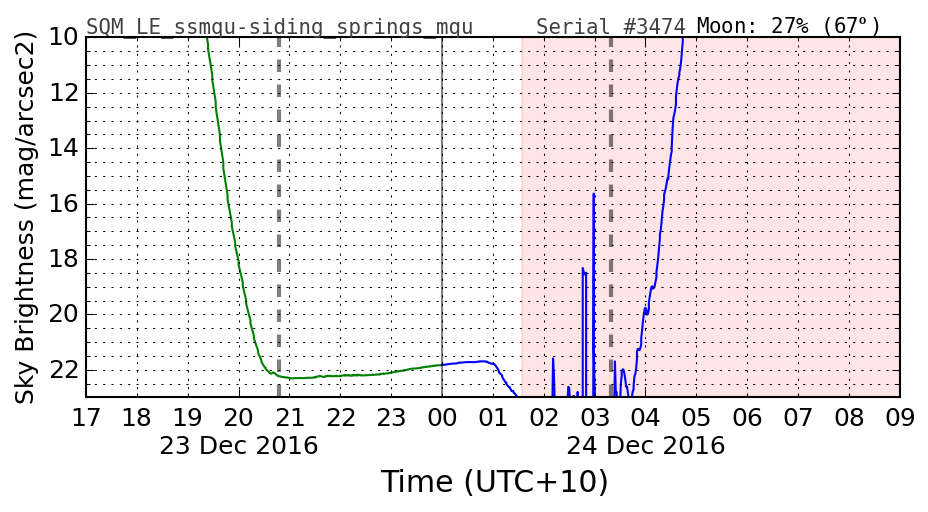 SQM_LE_ssmqu-siding_springs_mqu Serial #3474 Moon: 27% (67°)
Sky Brightness (mag/arcsec2)
10
12
14
16
18
20
22
17 18 19 20 21 22 23 00 01 02 03 04 05 06 07 08 09
23 Dec 2016 24 Dec 2016
Time (UTC+10)